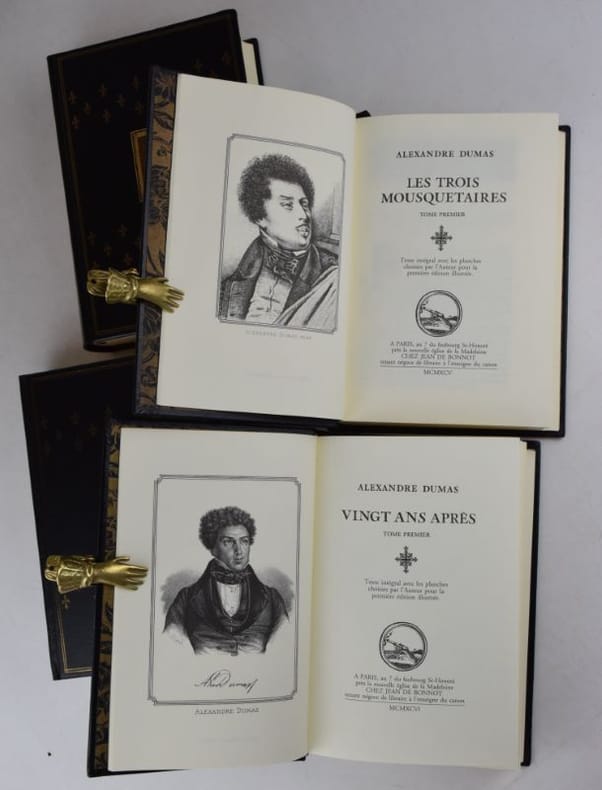 ALEXANDRE DUMAS
LES TROIS
MOUSQUETAIRES
TOME PREMIER
Texte intégral avec les planches
choisies par l'Auteur pour la
première édition illustrée.
A PARIS, au 7 du faubourg St-Honoré
près la nouvelle église de la Madeleine
CHEZ JEAN DE BONNOT
tenant négoce de libraire à l'enseigne du canon
MCMXCV
ALEXANDRE DUMAS
ALEXANDRE DUMAS
ALEXANDRE DUMAS
VINGT ANS APRÈS
TOME PREMIER
Texte intégral avec les planches
choisies par l'Auteur pour la
première édition illustrée.
A PARIS, au 7 du faubourg St-Honoré
près la nouvelle église de la Madeleine
CHEZ JEAN DE BONNOT
tenant négoce de libraire à l'enseigne du canon
MCMXCVI